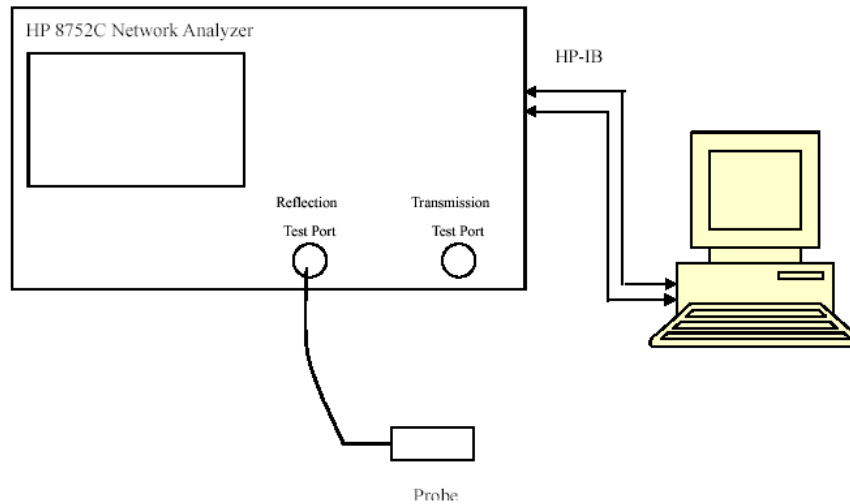 HP 8752C Network Analyzer
HP-IB
Reflection
Test Port
Transmission
Test Port
Probe